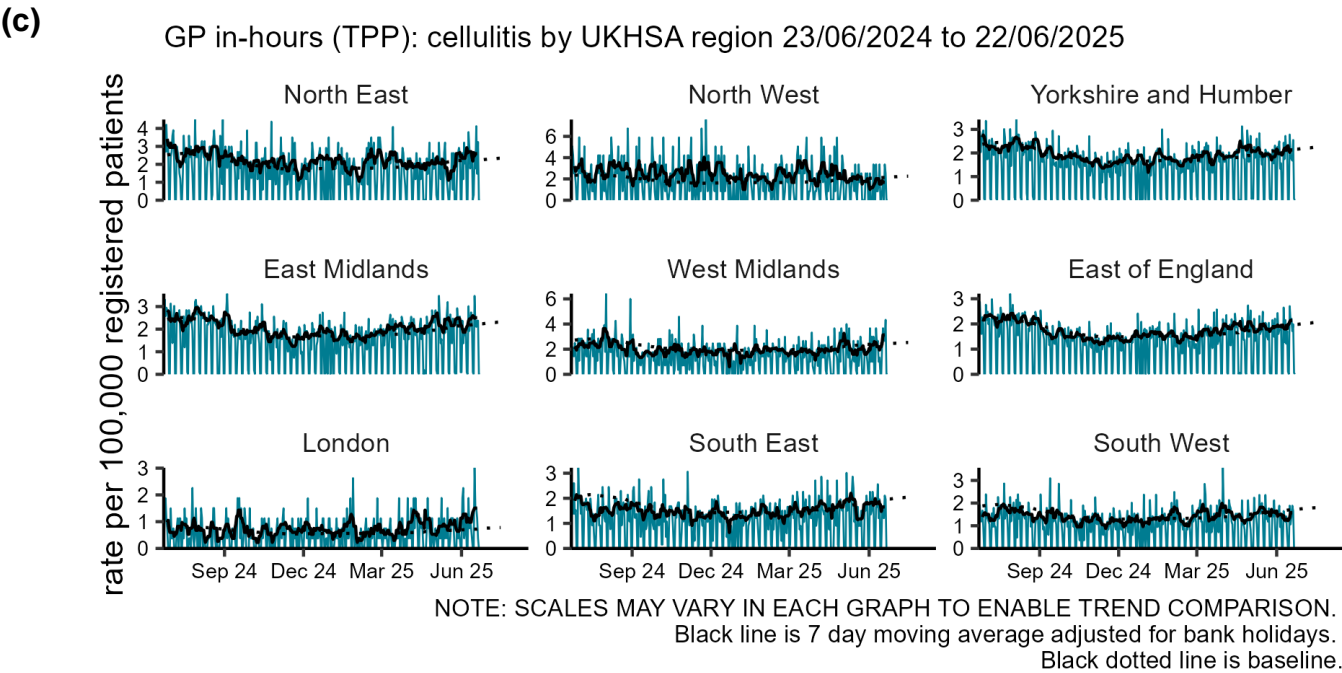 (c)
GP in-hours (TPP): cellulitis by UKHSA region 23/06/2024 to 22/06/2025
rate per 100,000 registered patients
North East
4
3
2
1
0
North West
6
4
2
0
Yorkshire and Humber
3
2
1
0
East Midlands
3
2
1
0
West Midlands
6
4
2
0
East of England
3
2
1
0
London
3
2
1
0
Sep 24 Dec 24 Mar 25 Jun 25
South East
3
2
1
0
Sep 24 Dec 24 Mar 25 Jun 25
South West
3
2
1
0
Sep 24 Dec 24 Mar 25 Jun 25
NOTE: SCALES MAY VARY IN EACH GRAPH TO ENABLE TREND COMPARISON.
Black line is 7 day moving average adjusted for bank holidays.
Black dotted line is baseline.